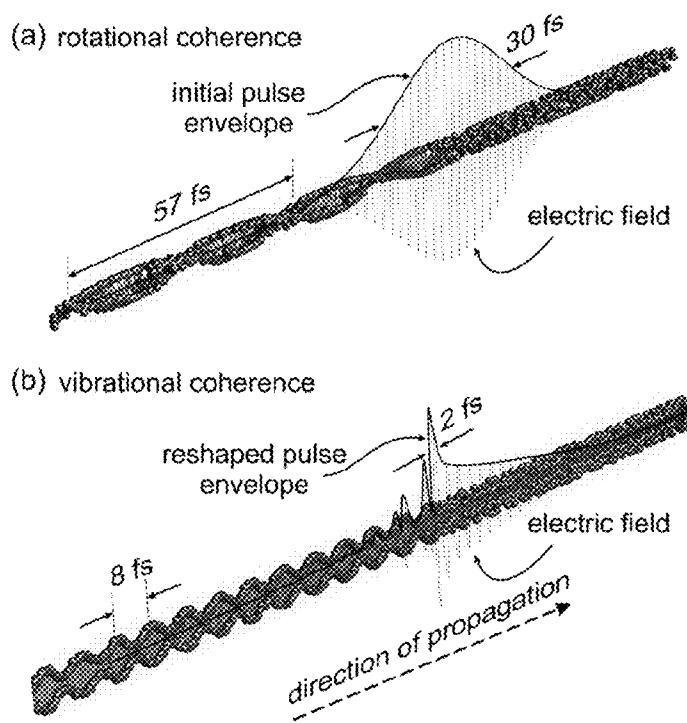 (a) rotational coherence
30 fs
initial pulse
envelope
57 fs
electric field
(b) vibrational coherence
2 fs
reshaped pulse
envelope
electric field
8 fs
direction of propagation